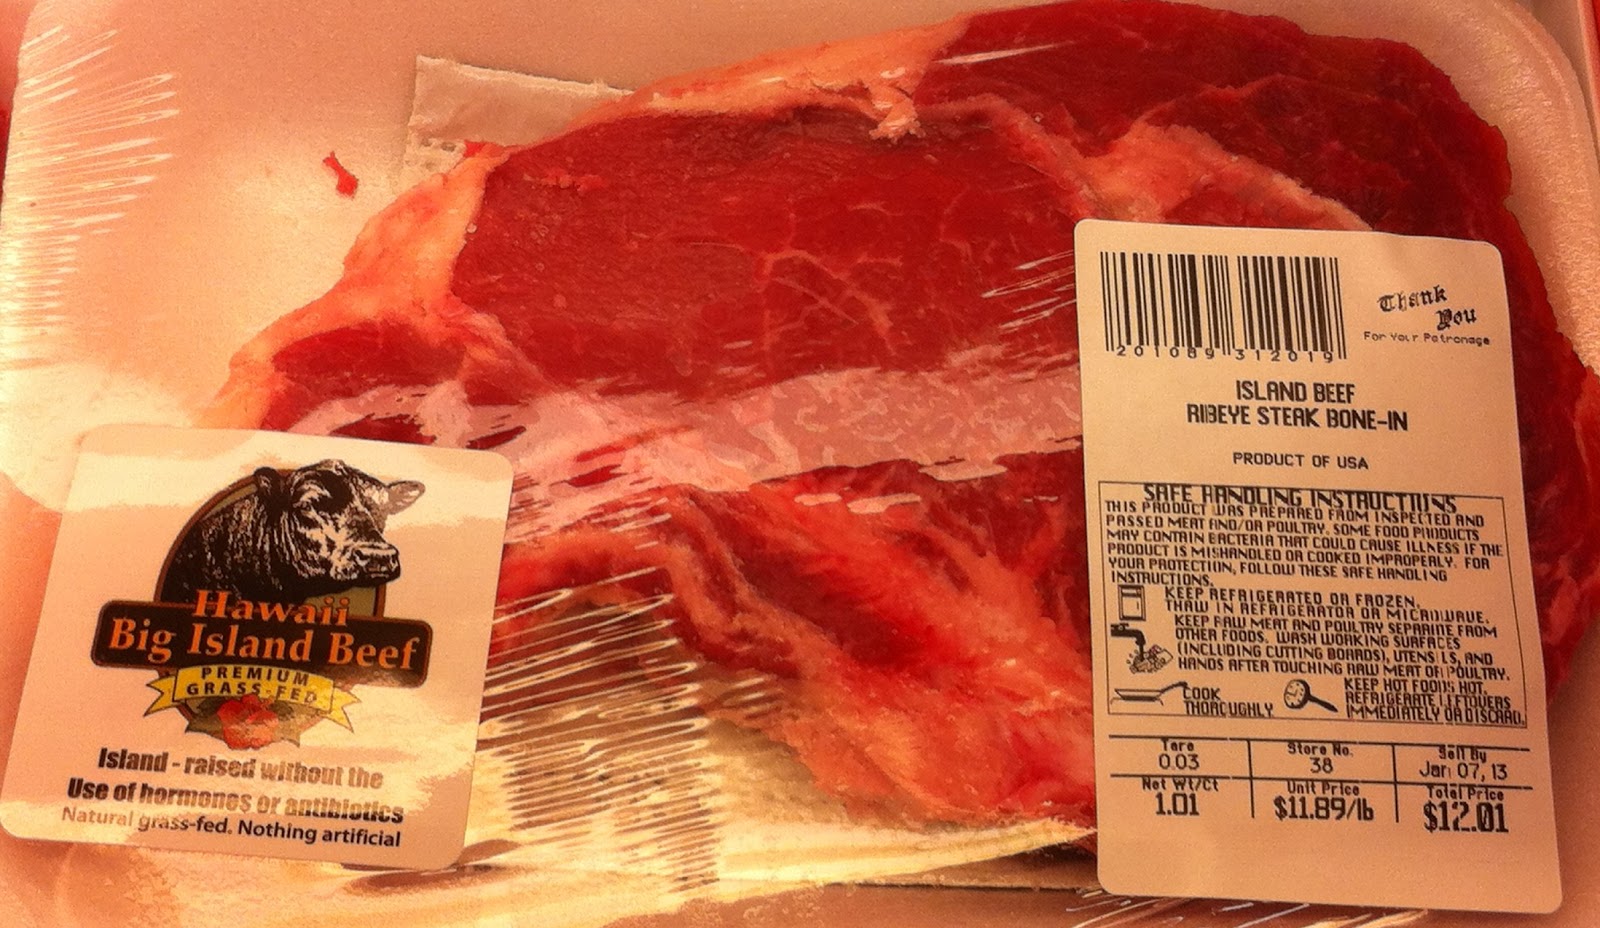 Hawaii
Big Island Beef
PREMIUM
GRASS-FED
Island - raised without the
Use of hormones or antibiotics
Natural grass-fed. Nothing artificial
201089 312019
Thank
You
For Your Patronage
ISLAND BEEF
RIBEYE STEAK BONE-IN
PRODUCT OF USA
SAFE HANDLING INSTRUCTIONS
THIS PRODUCT WAS PREPARED FROM INSPECTED AND
PASSED MEAT AND/OR POULTRY. SOME FOOD PRODUCTS
MAY CONTAIN BACTERIA THAT COULD CAUSE ILLNESS IF THE
PRODUCT IS MISHANDLED OR COOKED IMPROPERLY. FOR
YOUR PROTECTION, FOLLOW THESE SAFE HANDLING
INSTRUCTIONS.
KEEP REFRIGERATED OR FROZEN.
THAW IN REFRIGERATOR OR MICROWAVE.
KEEP RAW MEAT AND POULTRY SEPARATE FROM
OTHER FOODS. WASH WORKING SURFACES
(INCLUDING CUTTING BOARDS), UTENSILS, AND
HANDS AFTER TOUCHING RAW MEAT OR POULTRY.
COOK
THOROUGHLY
KEEP HOT FOODS HOT.
REFRIGERATE LEFTOVERS
IMMEDIATELY OR DISCARD.
Tare
0.03
Store No.
38
Sell By
Jan 07, 13
Net Wt/Ct
1.01
Unit Price
$11.89/lb
Total Price
$12.01